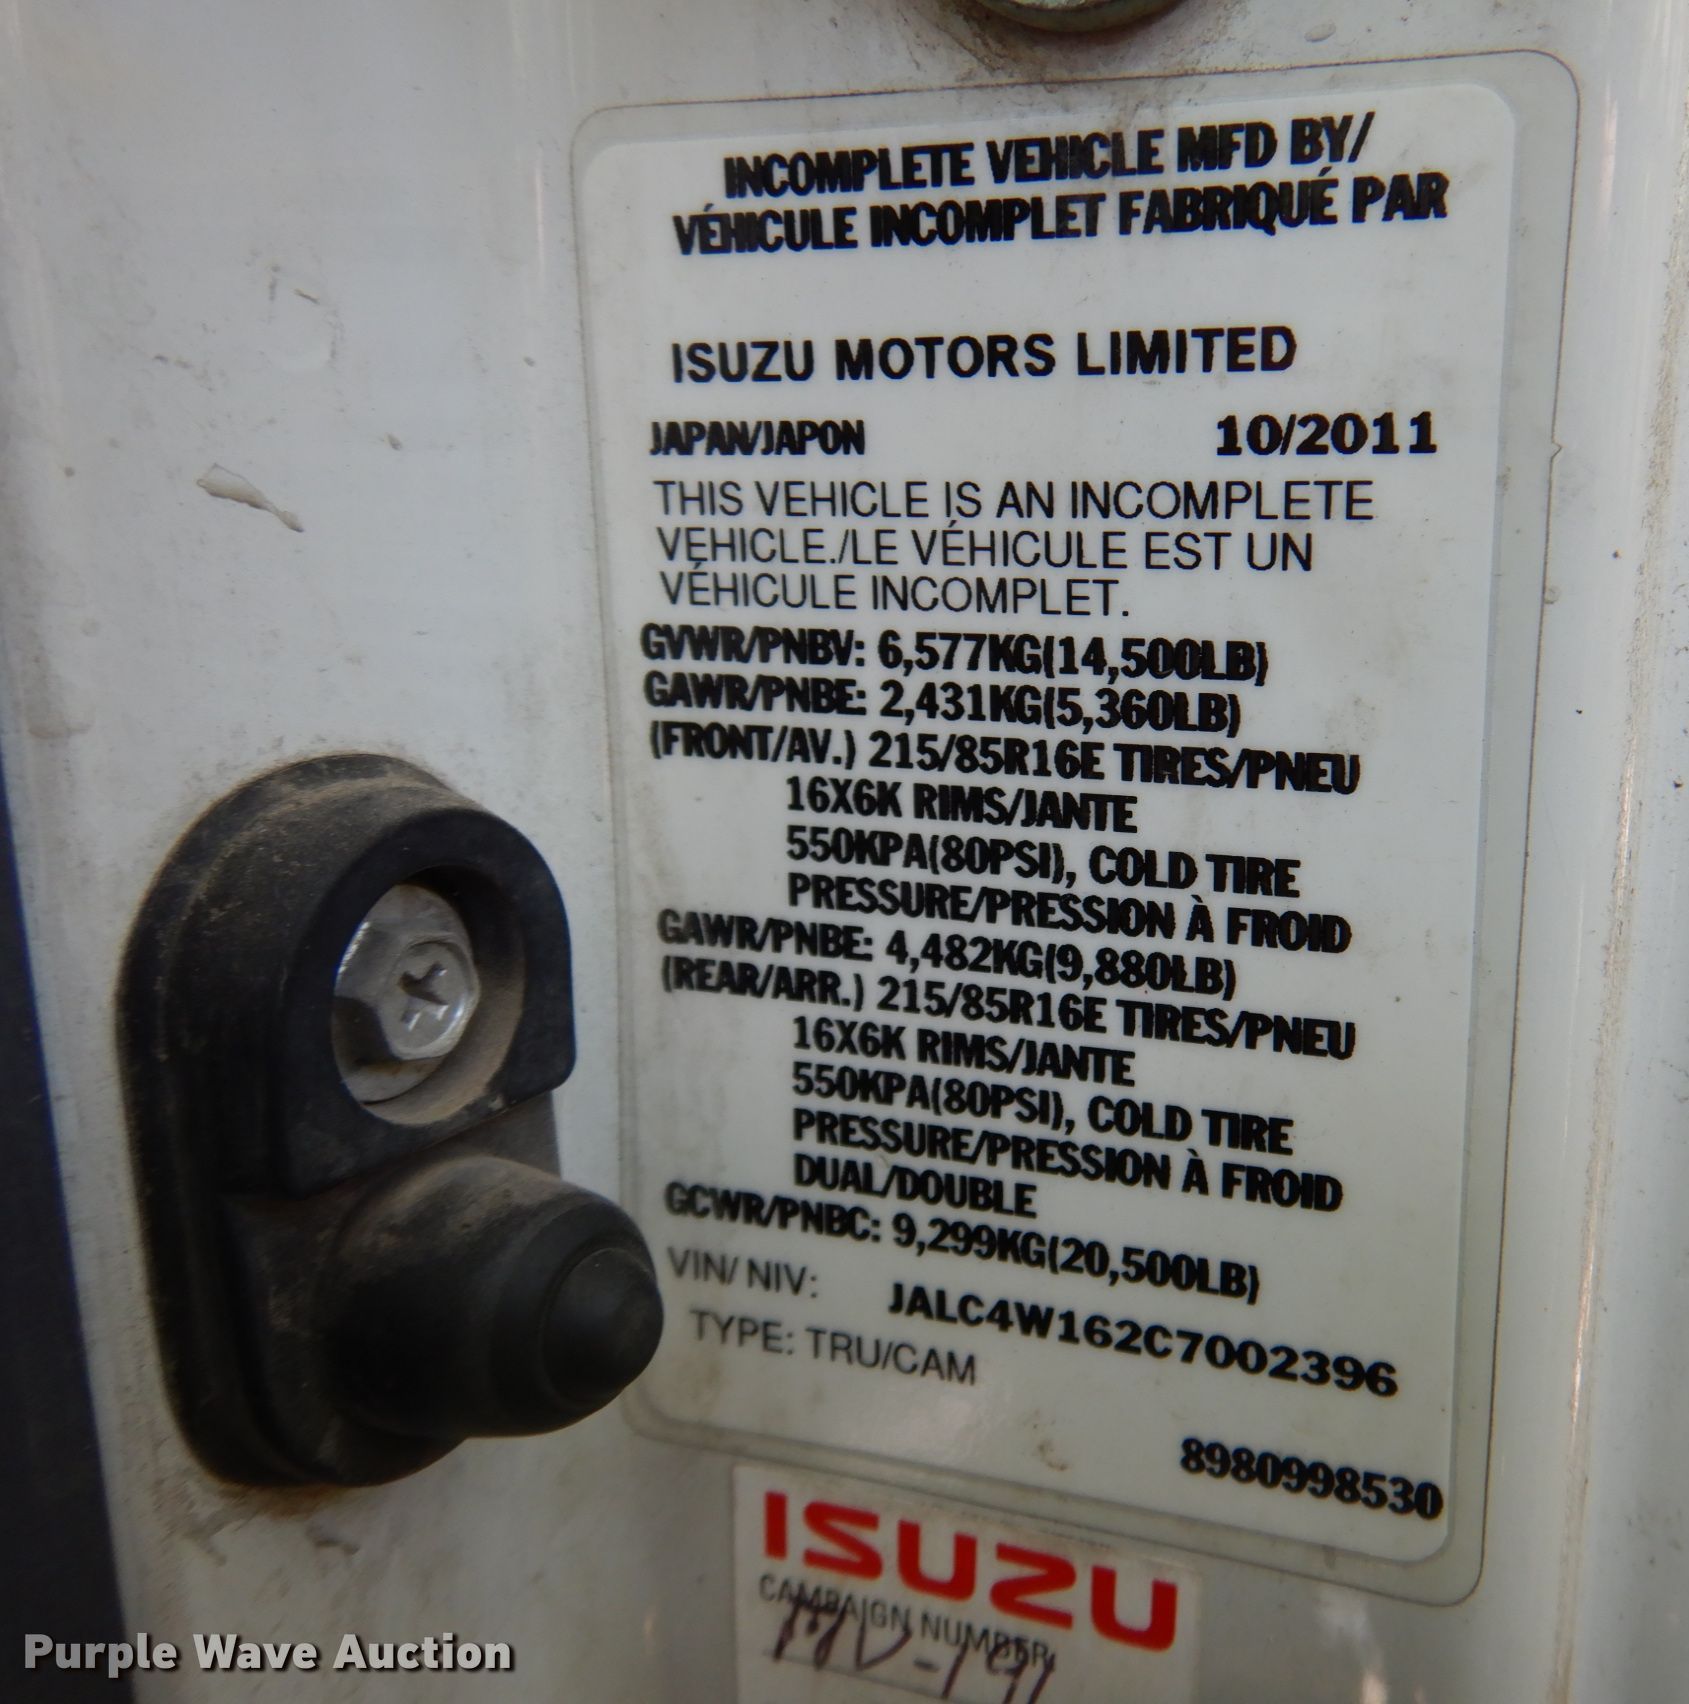 INCOMPLETE VEHICLE MFD BY/
VÉHICULE INCOMPLET FABRIQUÉ PAR
ISUZU MOTORS LIMITED
JAPAN/JAPON 10/2011
THIS VEHICLE IS AN INCOMPLETE
VEHICLE./LE VÉHICULE EST UN
VÉHICULE INCOMPLET.
GVWR/PNBV: 6,577KG(14,500LB)
GAWR/PNBE: 2,431KG(5,360LB)
(FRONT/AV.) 215/85R16E TIRES/PNEU
16X6K RIMS/JANTE
550KPA(80PSI), COLD TIRE
PRESSURE/PRESSION À FROID
GAWR/PNBE: 4,482KG(9,880LB)
(REAR/ARR.) 215/85R16E TIRES/PNEU
16X6K RIMS/JANTE
550KPA(80PSI), COLD TIRE
PRESSURE/PRESSION À FROID
DUAL/DOUBLE
GCWR/PNBC: 9,299KG(20,500LB)
VIN/NIV: JALC4W162C7002396
TYPE: TRU/CAM
8980998530
ISUZU
CAMPAIGN NUMBER
Purple Wave Auction